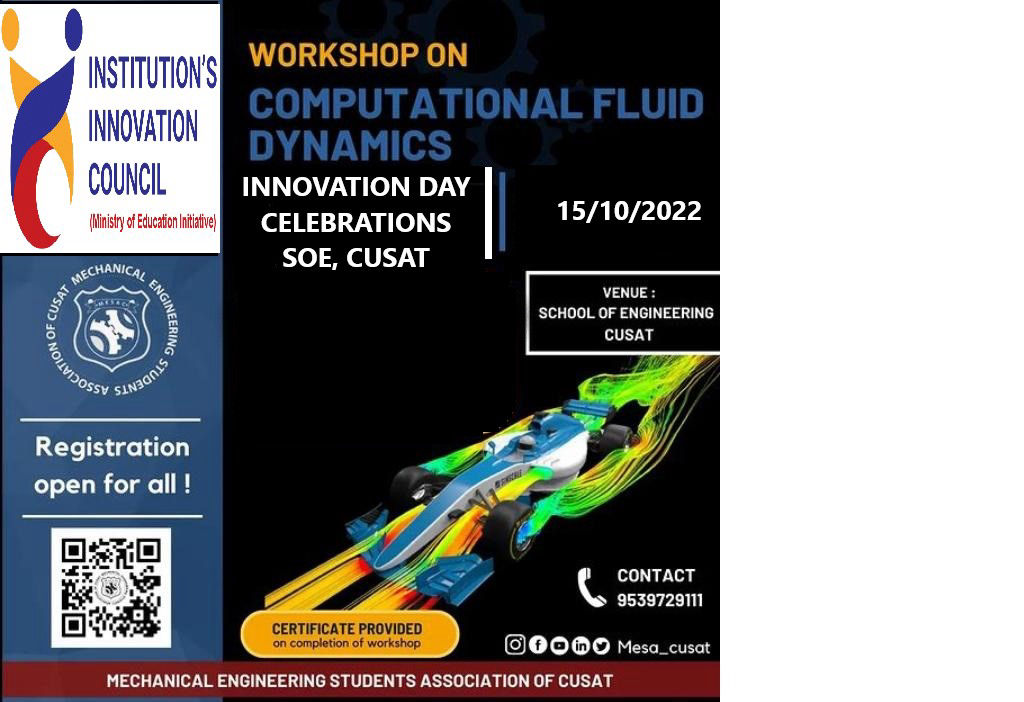 INSTITUTION'S
INNOVATION
COUNCIL
(Ministry of Education Initiative)
WORKSHOP ON
COMPUTATIONAL FLUID
DYNAMICS
INNOVATION DAY
CELEBRATIONS
SOE, CUSAT
15/10/2022
VENUE :
SCHOOL OF ENGINEERING
CUSAT
MECHANICAL ENGINEERING STUDENTS ASSOCIATION OF CUSAT
Registration
open for all !
CONTACT
9539729111
CERTIFICATE PROVIDED
on completion of workshop
Mesa_cusat
MECHANICAL ENGINEERING STUDENTS ASSOCIATION OF CUSAT